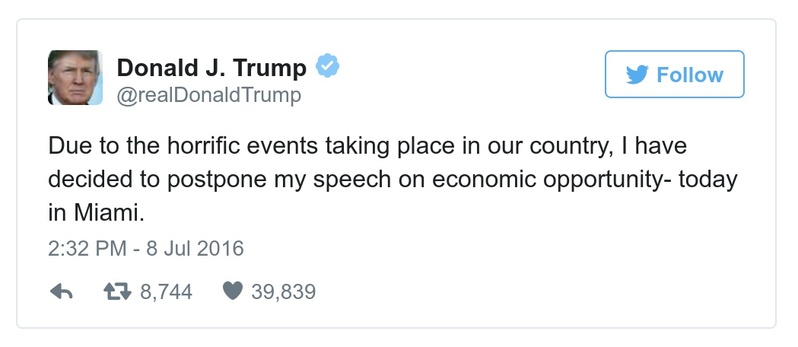 Donald J. Trump
@realDonaldTrump
Follow
Due to the horrific events taking place in our country, I have
decided to postpone my speech on economic opportunity- today
in Miami.
2:32 PM - 8 Jul 2016
8,744 39,839